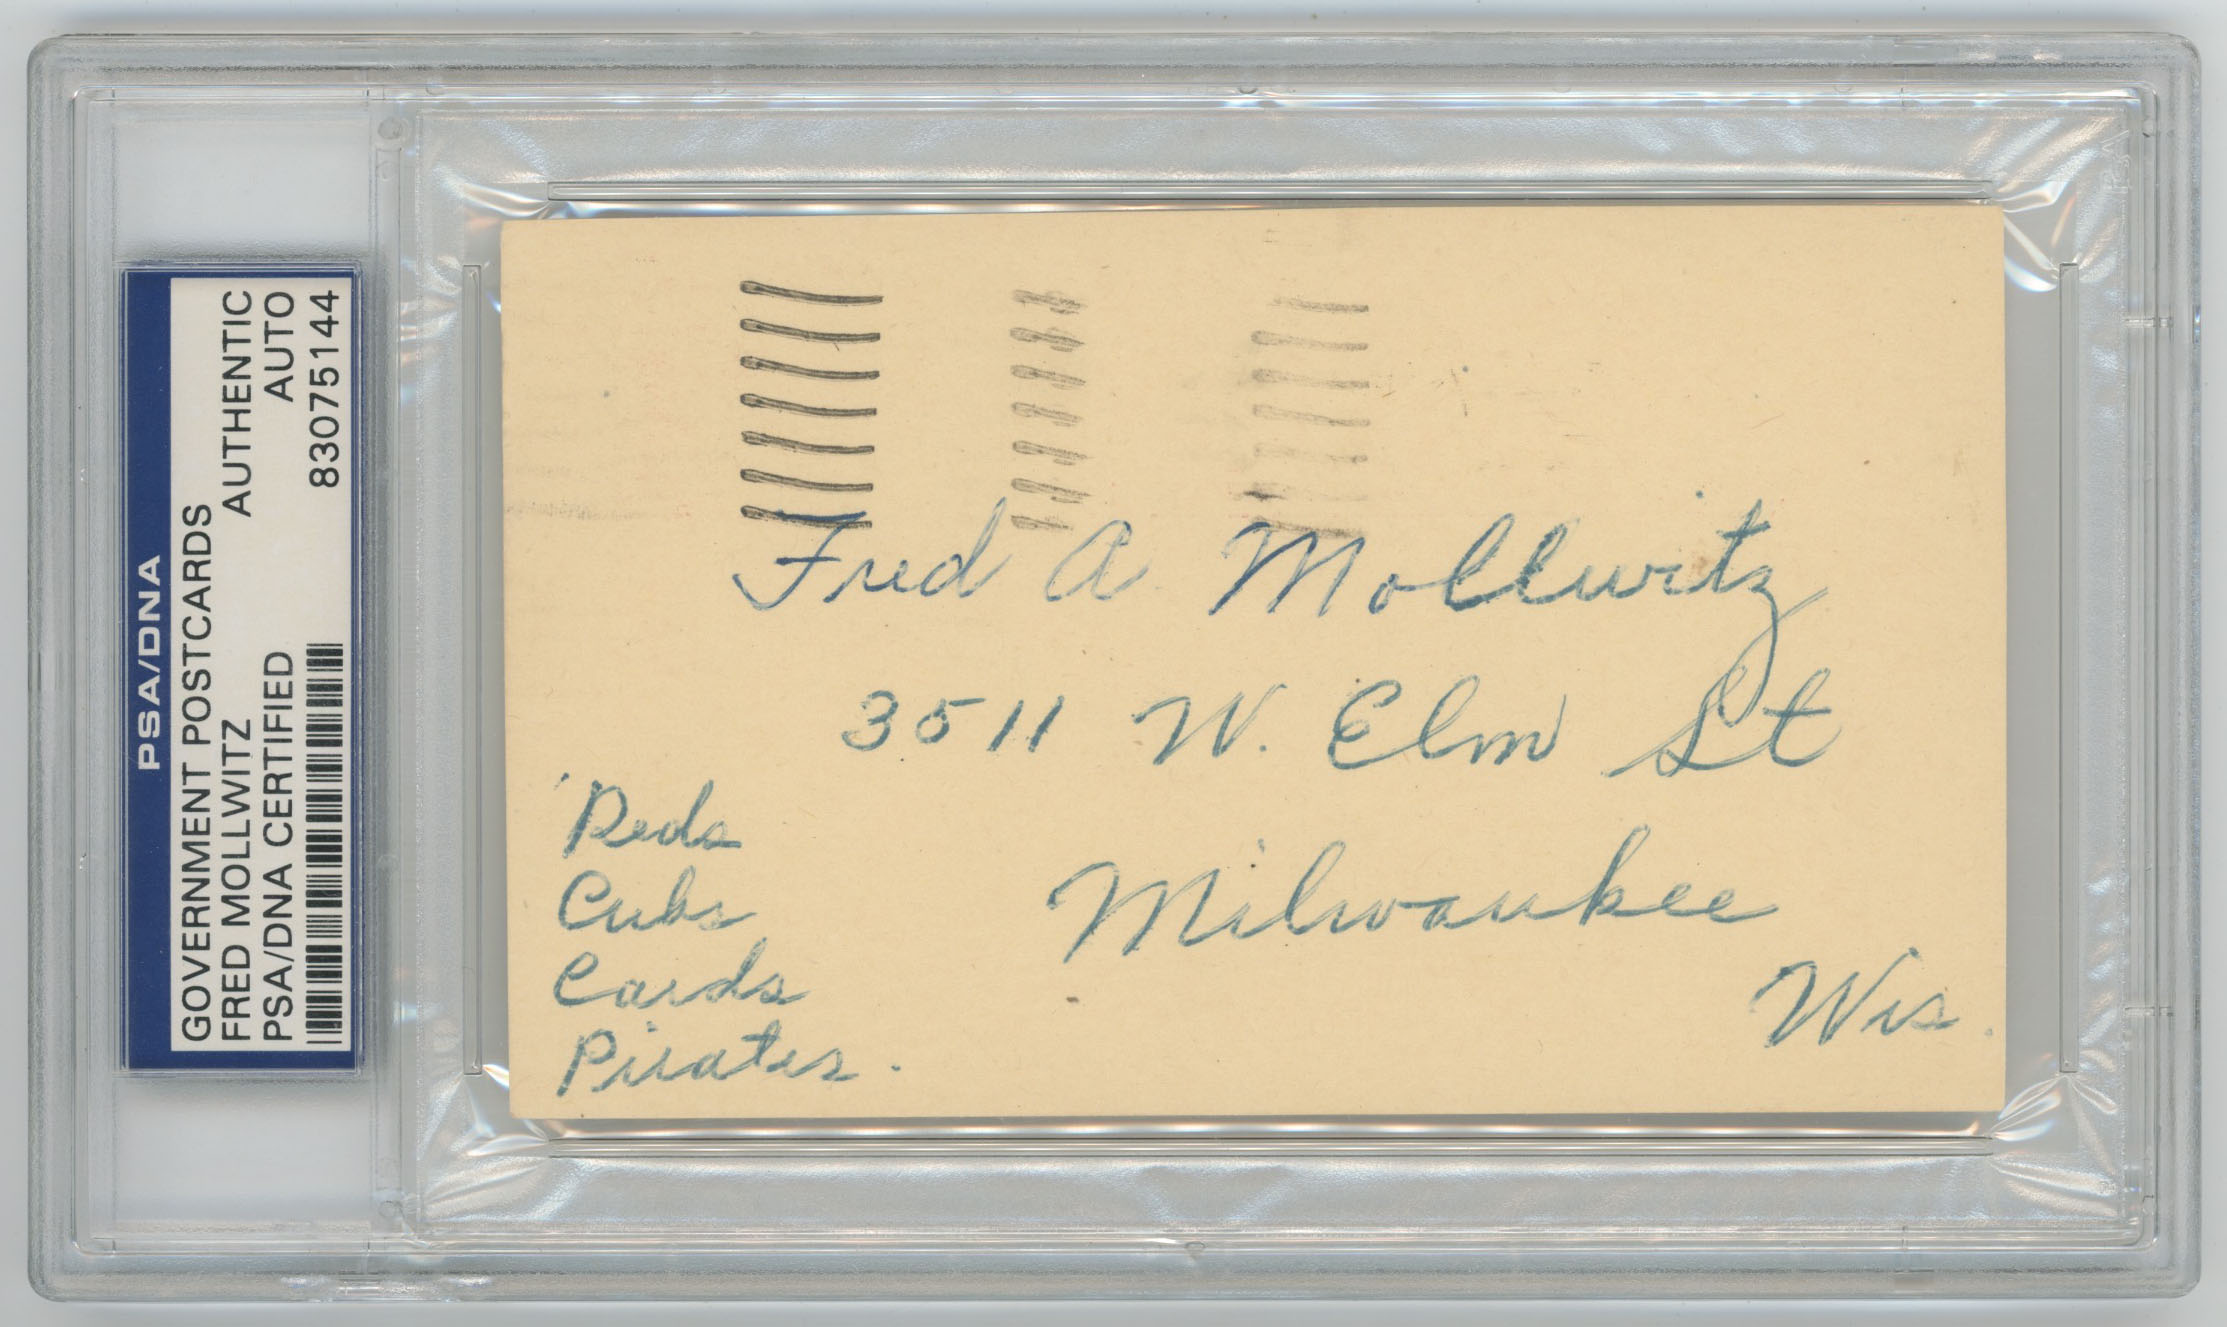 PSA/DNA
GOVERNMENT POSTCARDS
FRED MOLLWITZ AUTHENTIC
PSA/DNA CERTIFIED AUTO
83075144
Fred A Mollwitz
3511 W. Elm St
Milwaukee
Wis.
Reds
Cubs
Cards
Pirates.